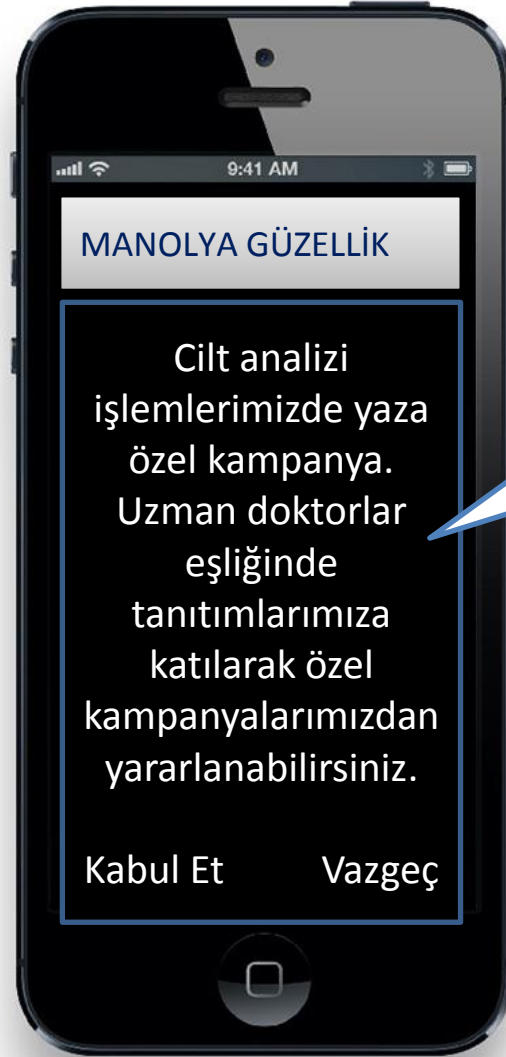 9:41 AM
MANOLYA GÜZELLİK
Cilt analizi
işlemlerimizde yaza
özel kampanya.
Uzman doktorlar
eşliğinde
tanıtımlarımıza
katılarak özel
kampanyalarımızdan
yararlanabilirsiniz.
Kabul Et Vazgeç